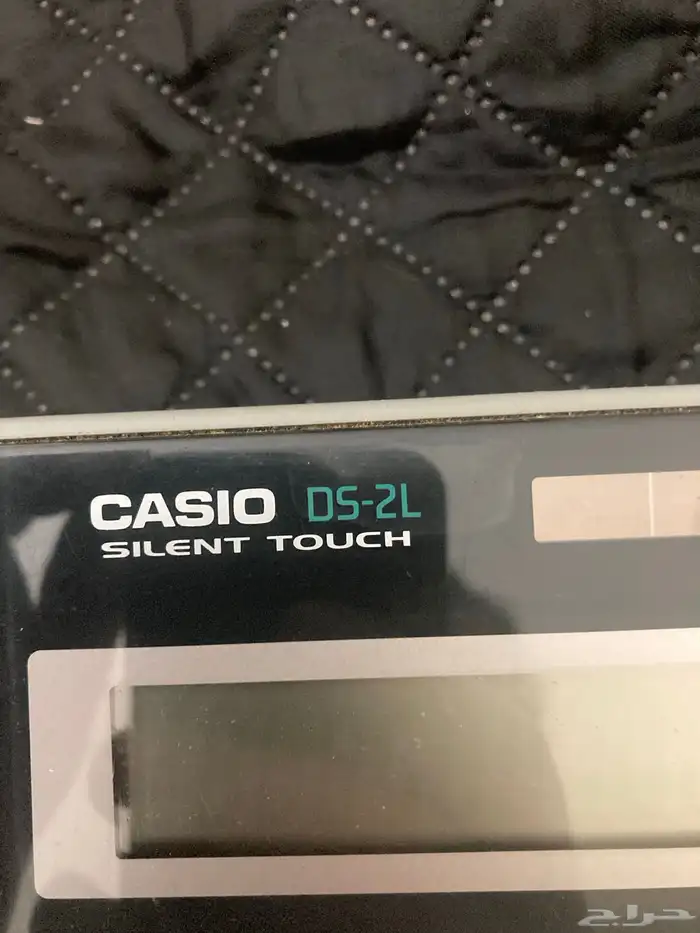 CASIO DS-2L
SILENT TOUCH
حراج